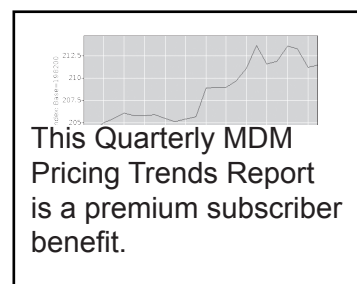 212.5
210
207.5
205
This Quarterly MDM
Pricing Trends Report
is a premium subscriber
benefit.